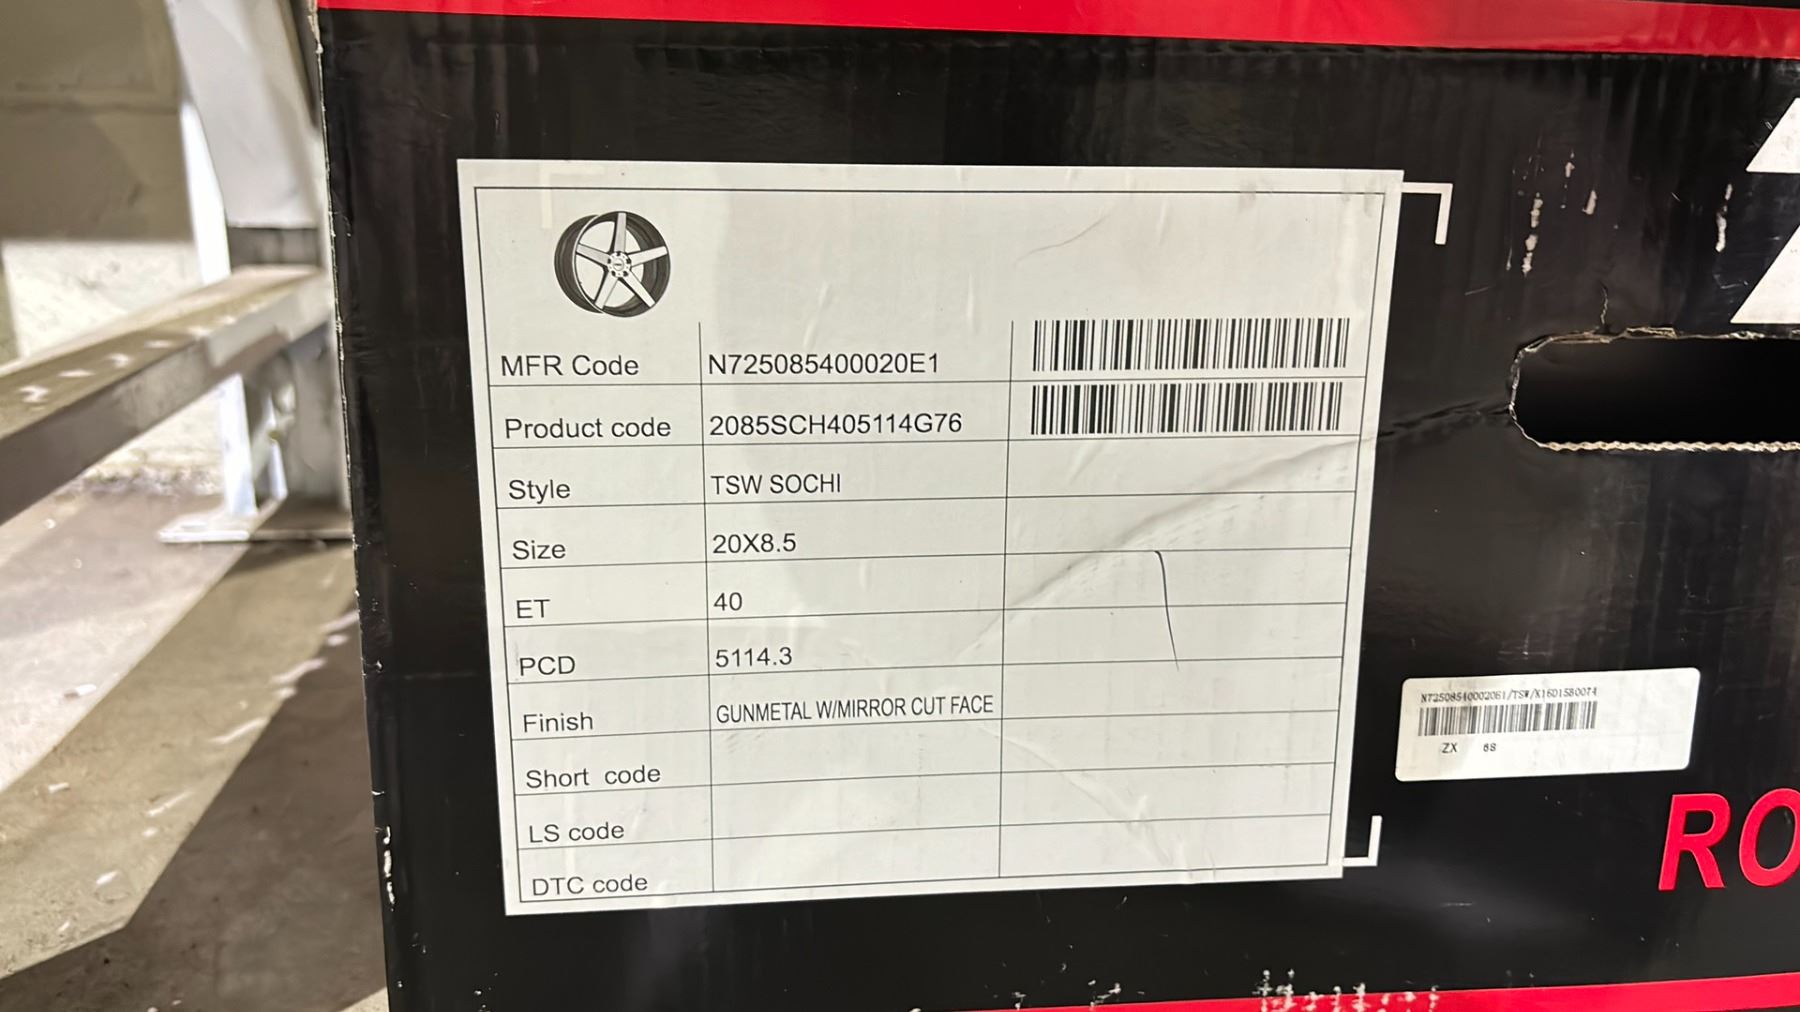 MFR Code N725085400020E1
Product code 2085SCH405114G76
Style TSW SOCHI
Size 20X8.5
ET 40
PCD 5114.3
Finish GUNMETAL W/MIRROR CUT FACE
Short code
LS code
DTC code
ZX 6S
RO